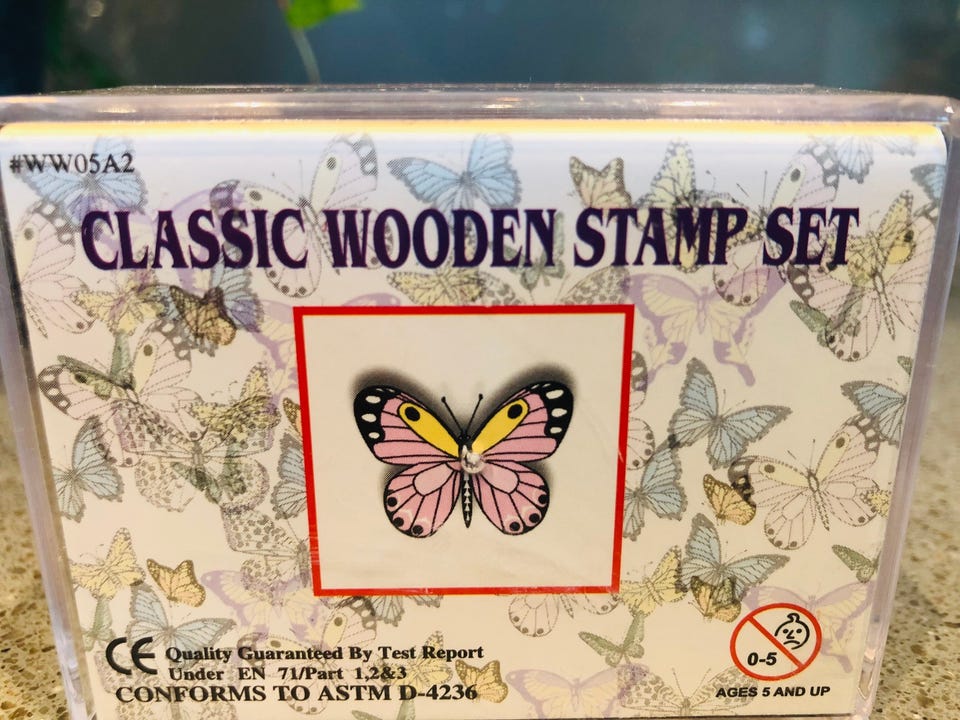 #WW05A2
CLASSIC WOODEN STAMP SET
CE Quality Guaranteed By Test Report
Under EN 71/Part 1,2&3
CONFORMS TO ASTM D-4236
0-5
AGES 5 AND UP